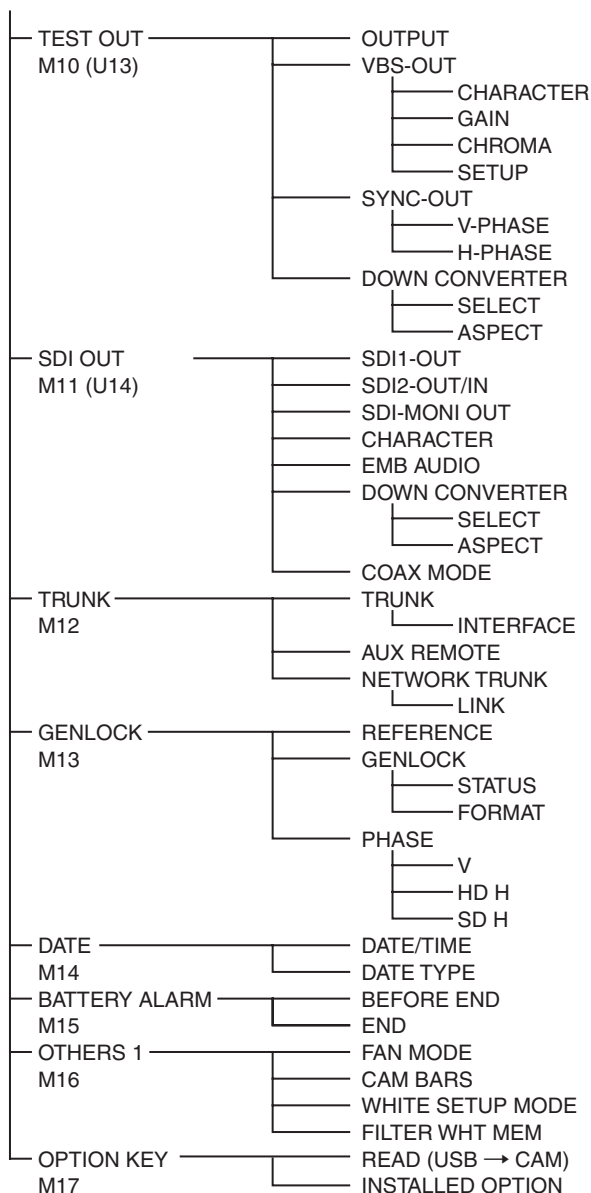 TEST OUT OUTPUT
M10 (U13) VBS-OUT
CHARACTER
GAIN
CHROMA
SETUP
SYNC-OUT
V-PHASE
H-PHASE
DOWN CONVERTER
SELECT
ASPECT
SDI OUT SDI1-OUT
M11 (U14) SDI2-OUT/IN
SDI-MONI OUT
CHARACTER
EMB AUDIO
DOWN CONVERTER
SELECT
ASPECT
COAX MODE
TRUNK TRUNK
M12 INTERFACE
AUX REMOTE
NETWORK TRUNK
LINK
GENLOCK REFERENCE
M13 GENLOCK
STATUS
FORMAT
PHASE
V
HD H
SD H
DATE DATE/TIME
M14 DATE TYPE
BATTERY ALARM BEFORE END
M15 END
OTHERS 1 FAN MODE
M16 CAM BARS
WHITE SETUP MODE
FILTER WHT MEM
OPTION KEY READ (USB → CAM)
M17 INSTALLED OPTION